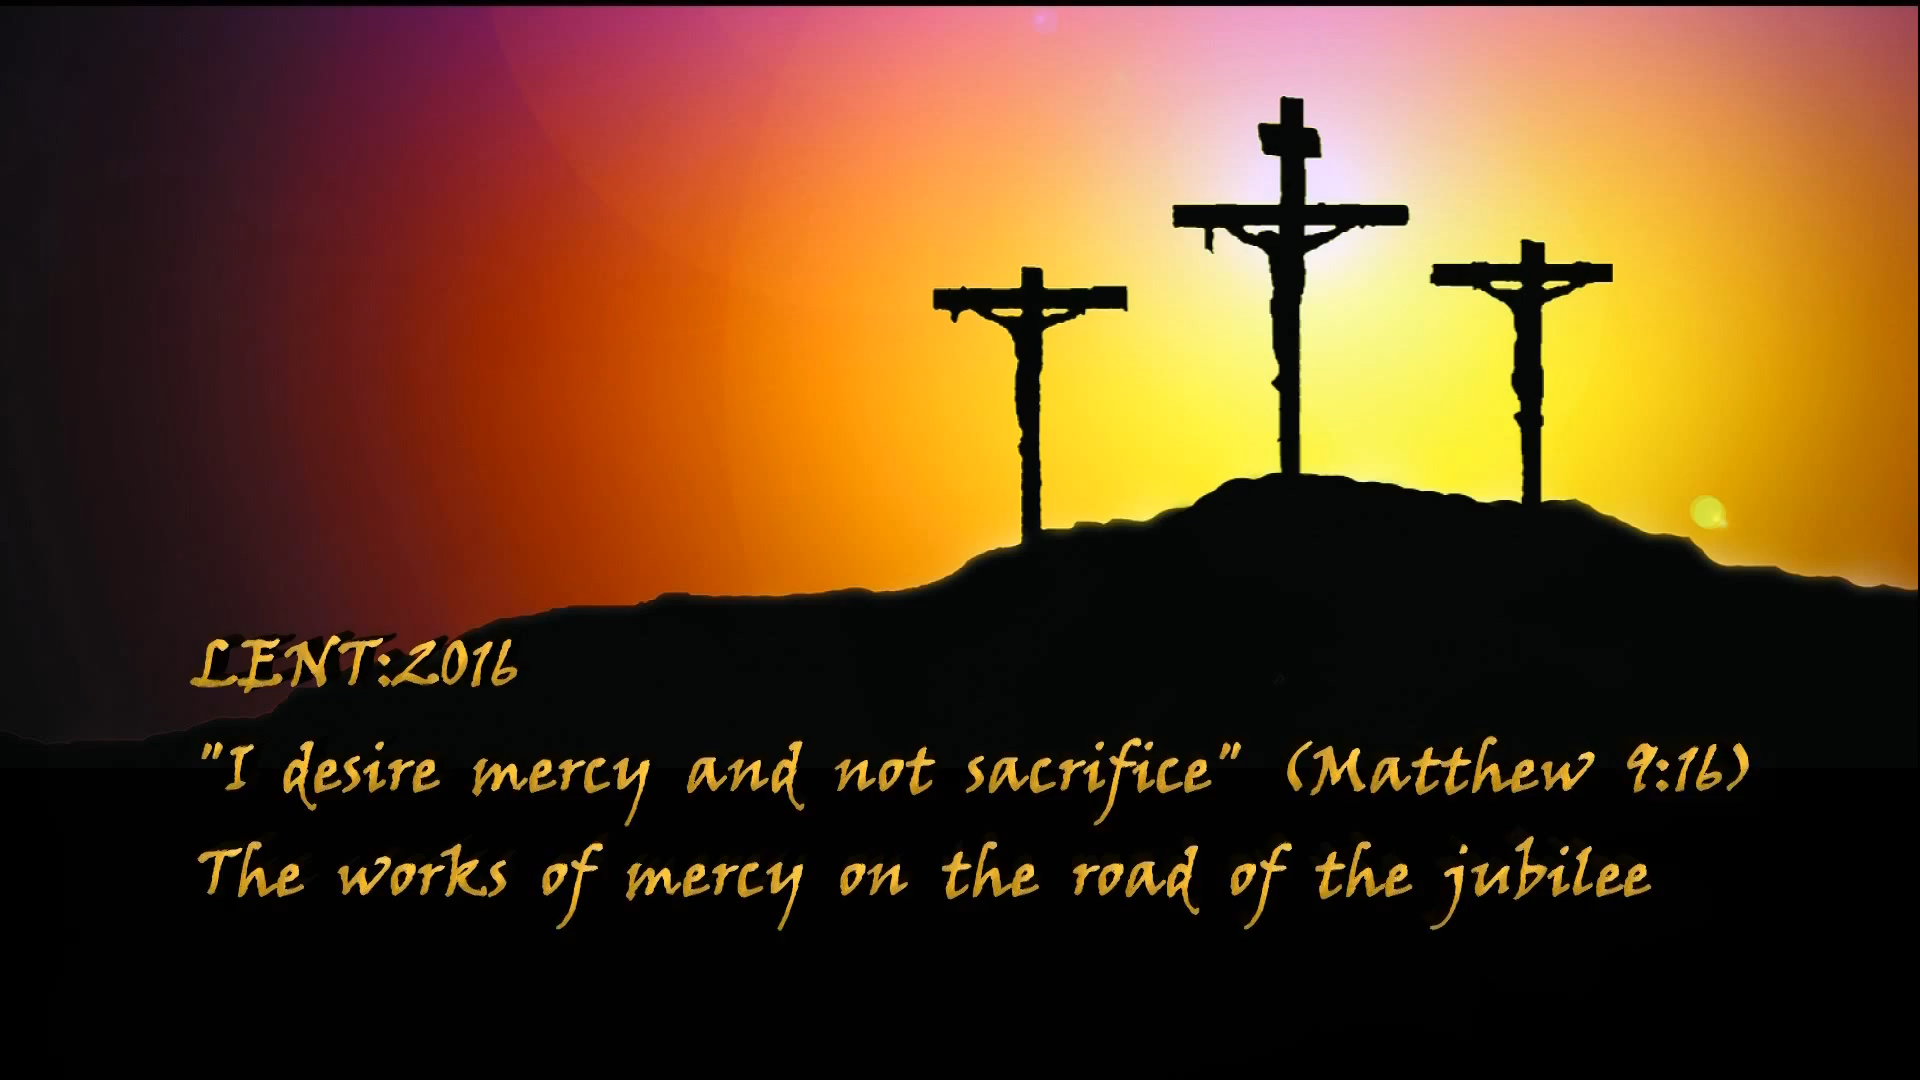 LENT:2016
"I desire mercy and not sacrifice" (Matthew 9:16)
The works of mercy on the road of the jubilee